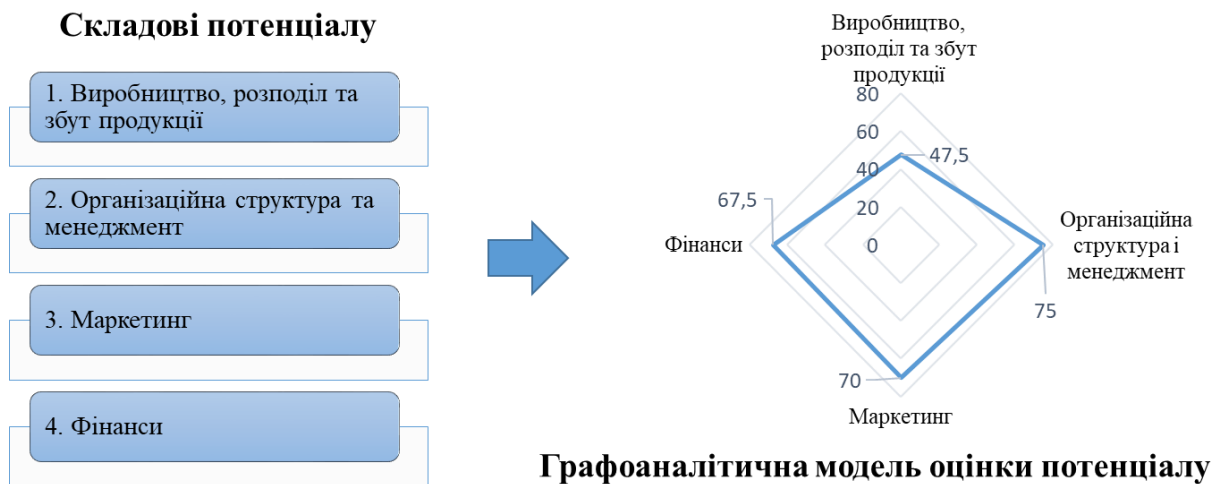 Складові потенціалу
1. Виробництво, розподіл та
збут продукції
2. Організаційна структура та
менеджмент
3. Маркетинг
4. Фінанси
Виробництво,
розподіл та збут
продукції
80
60
40
20
0
47,5
67,5
Фінанси
Організаційна
структура і
менеджмент
75
70
Маркетинг
Графоаналітична модель оцінки потенціалу